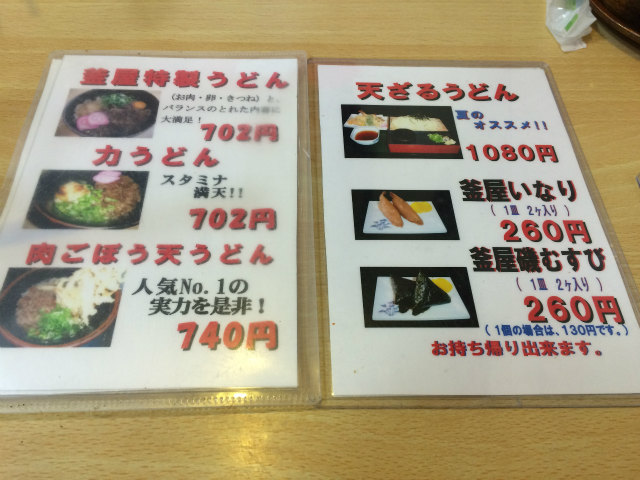 釜屋特製うどん
(お肉・卵・きつね)と、
バランスのとれた内容に
大満足!
702円
力うどん
スタミナ
満天!!
702円
肉ごぼう天うどん
人気No.1の
実力を是非!
740円
天ざるうどん
夏の
オススメ!!
1080円
釜屋いなり
(1皿 2ヶ入り)
260円
釜屋磯むすび
(1皿 2ヶ入り)
260円
(1個の場合は、130円です。)
お持ち帰り出来ます。